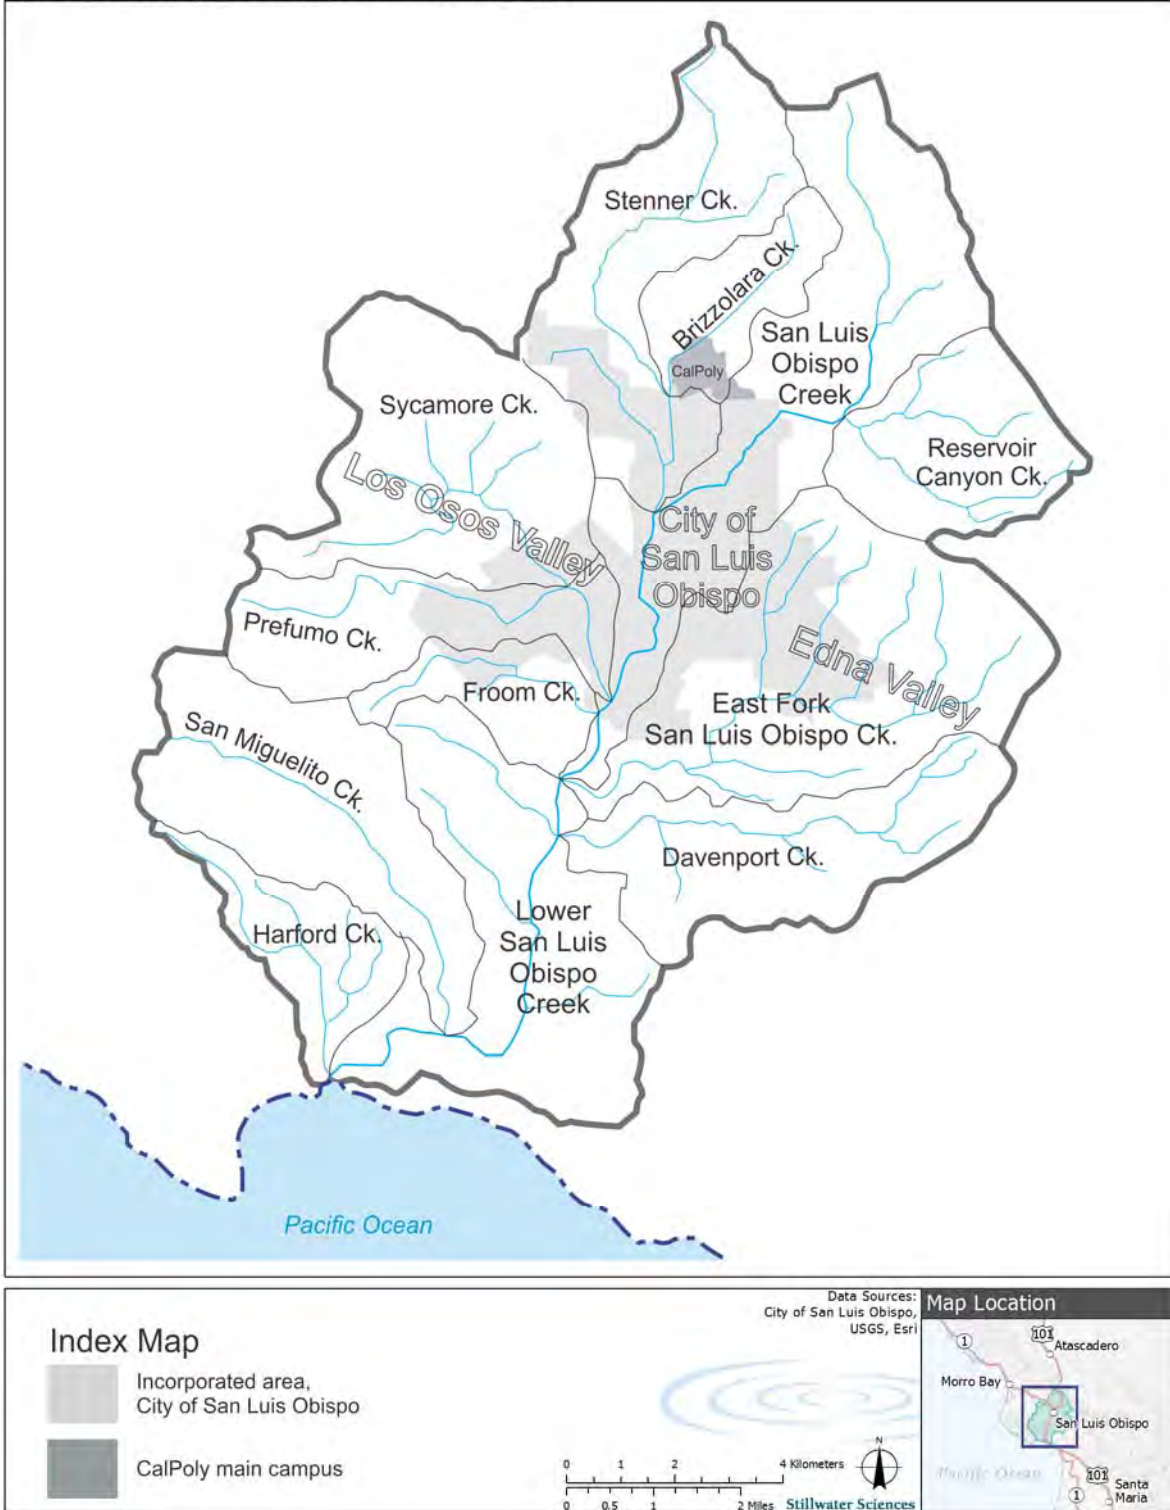 Stenner Ck.
Brizzolara Ck.
San Luis
Obispo
Creek
CalPoly
Sycamore Ck.
Reservoir
Canyon Ck.
Los Osos Valley
City of
San Luis
Obispo
Prefumo Ck.
Edna Valley
Froom Ck.
East Fork
San Luis Obispo Ck.
San Miguelito Ck.
Davenport Ck.
Lower
San Luis
Obispo
Creek
Harford Ck.
Pacific Ocean
Index Map
Incorporated area,
City of San Luis Obispo
CalPoly main campus
Data Sources:
City of San Luis Obispo,
USGS, Esri
0 1 2 4 Kilometers
0 0.5 1 2 Miles
N
Stillwater Sciences
Map Location
1
101
Atascadero
Morro Bay
San Luis Obispo
Pacific Ocean
101
Santa
Maria
1